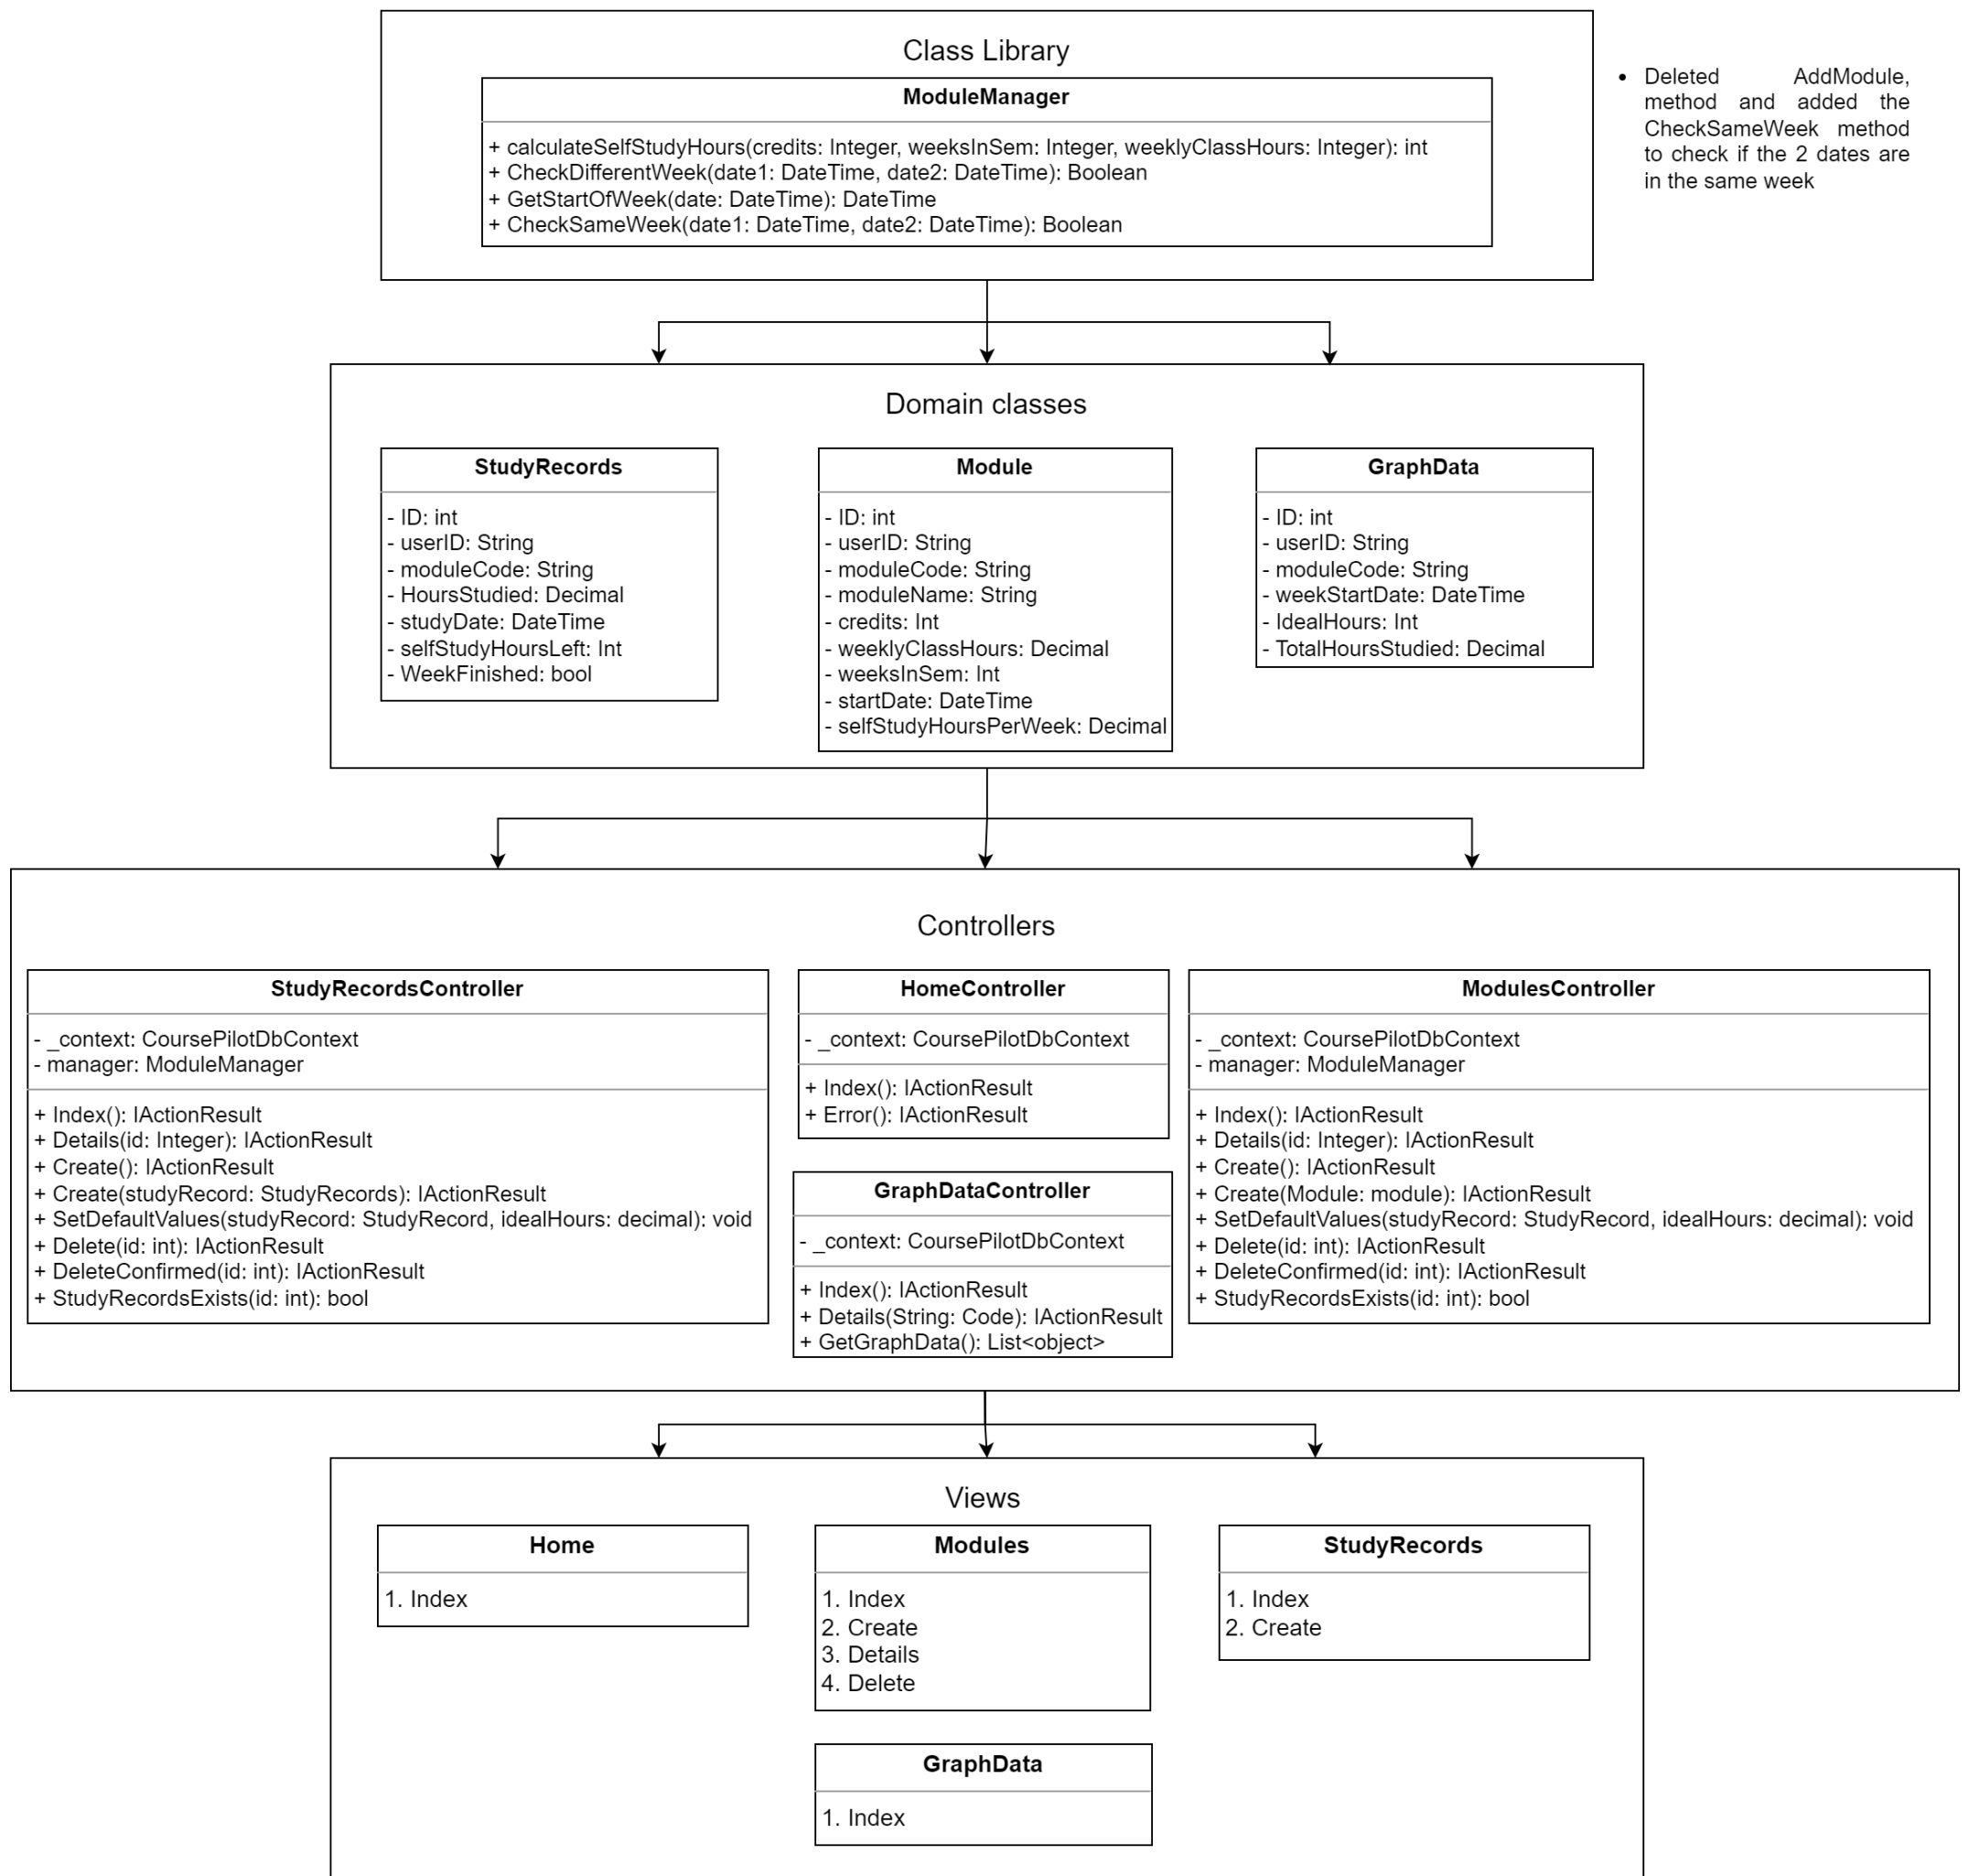 Class Library
ModuleManager
+ calculateSelfStudyHours(credits: Integer, weeksInSem: Integer, weeklyClassHours: Integer): int
+ CheckDifferentWeek(date1: DateTime, date2: DateTime): Boolean
+ GetStartOfWeek(date: DateTime): DateTime
+ CheckSameWeek(date1: DateTime, date2: DateTime): Boolean
• Deleted AddModule,
method and added the
CheckSameWeek method
to check if the 2 dates are
in the same week
Domain classes
StudyRecords
- ID: int
- userID: String
- moduleCode: String
- HoursStudied: Decimal
- studyDate: DateTime
- selfStudyHoursLeft: Int
- WeekFinished: bool
Module
- ID: int
- userID: String
- moduleCode: String
- moduleName: String
- credits: Int
- weeklyClassHours: Decimal
- weeksInSem: Int
- startDate: DateTime
- selfStudyHoursPerWeek: Decimal
GraphData
- ID: int
- userID: String
- moduleCode: String
- weekStartDate: DateTime
- IdealHours: Int
- TotalHoursStudied: Decimal
Controllers
StudyRecordsController
- _context: CoursePilotDbContext
- manager: ModuleManager
+ Index(): IActionResult
+ Details(id: Integer): IActionResult
+ Create(): IActionResult
+ Create(studyRecord: StudyRecords): IActionResult
+ SetDefaultValues(studyRecord: StudyRecord, idealHours: decimal): void
+ Delete(id: int): IActionResult
+ DeleteConfirmed(id: int): IActionResult
+ StudyRecordsExists(id: int): bool
HomeController
- _context: CoursePilotDbContext
+ Index(): IActionResult
+ Error(): IActionResult
GraphDataController
- _context: CoursePilotDbContext
+ Index(): IActionResult
+ Details(String: Code): IActionResult
+ GetGraphData(): List<object>
ModulesController
- _context: CoursePilotDbContext
- manager: ModuleManager
+ Index(): IActionResult
+ Details(id: Integer): IActionResult
+ Create(): IActionResult
+ Create(Module: module): IActionResult
+ SetDefaultValues(studyRecord: StudyRecord, idealHours: decimal): void
+ Delete(id: int): IActionResult
+ DeleteConfirmed(id: int): IActionResult
+ StudyRecordsExists(id: int): bool
Views
Home
1. Index
Modules
1. Index
2. Create
3. Details
4. Delete
StudyRecords
1. Index
2. Create
GraphData
1. Index